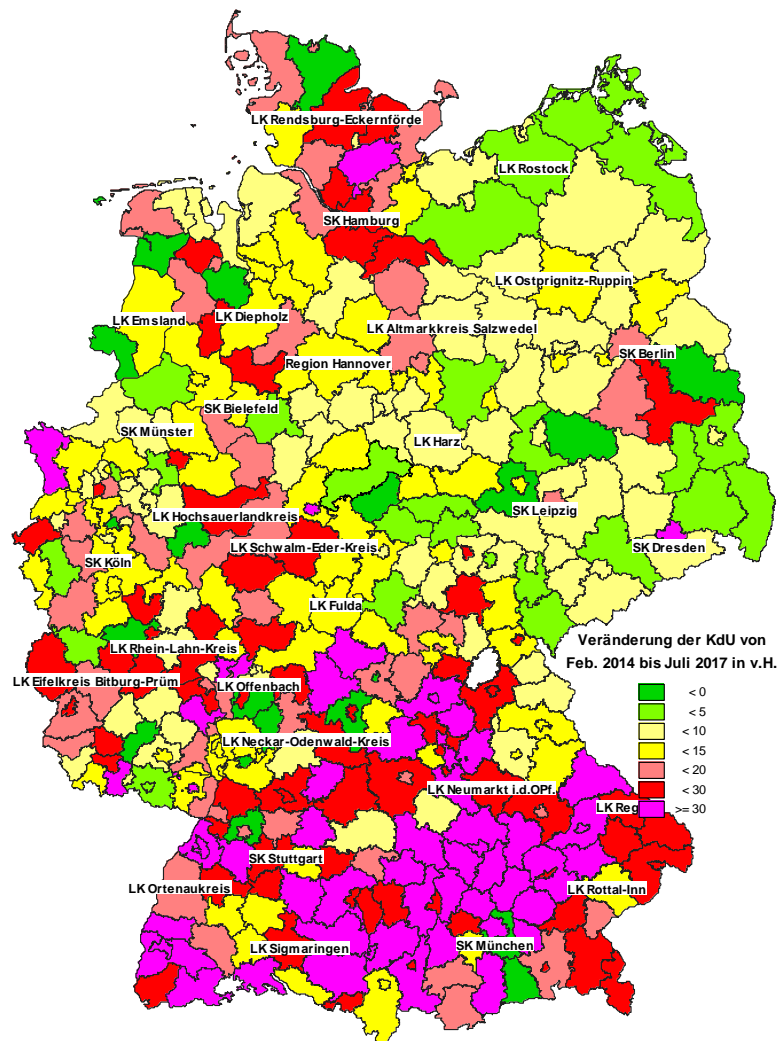 LK Rendsburg-Eckernförde
LK Rostock
SK Hamburg
LK Ostprignitz-Ruppin
LK Emsland
LK Diepholz
LK Altmarkkreis Salzwedel
SK Berlin
Region Hannover
SK Bielefeld
SK Münster
LK Harz
LK Hochsauerlandkreis
SK Leipzig
LK Schwalm-Eder-Kreis
SK Dresden
SK Köln
LK Fulda
Veränderung der KdU von
Feb. 2014 bis Juli 2017 in v.H.
LK Rhein-Lahn-Kreis
LK Eifelkreis Bitburg-Prüm
LK Offenbach
< 0
< 5
< 10
< 15
< 20
< 30
>= 30
LK Neckar-Odenwald-Kreis
LK Neumarkt i.d.OPf.
LK Reg
SK Stuttgart
LK Ortenaukreis
LK Rottal-Inn
LK Sigmaringen
SK München